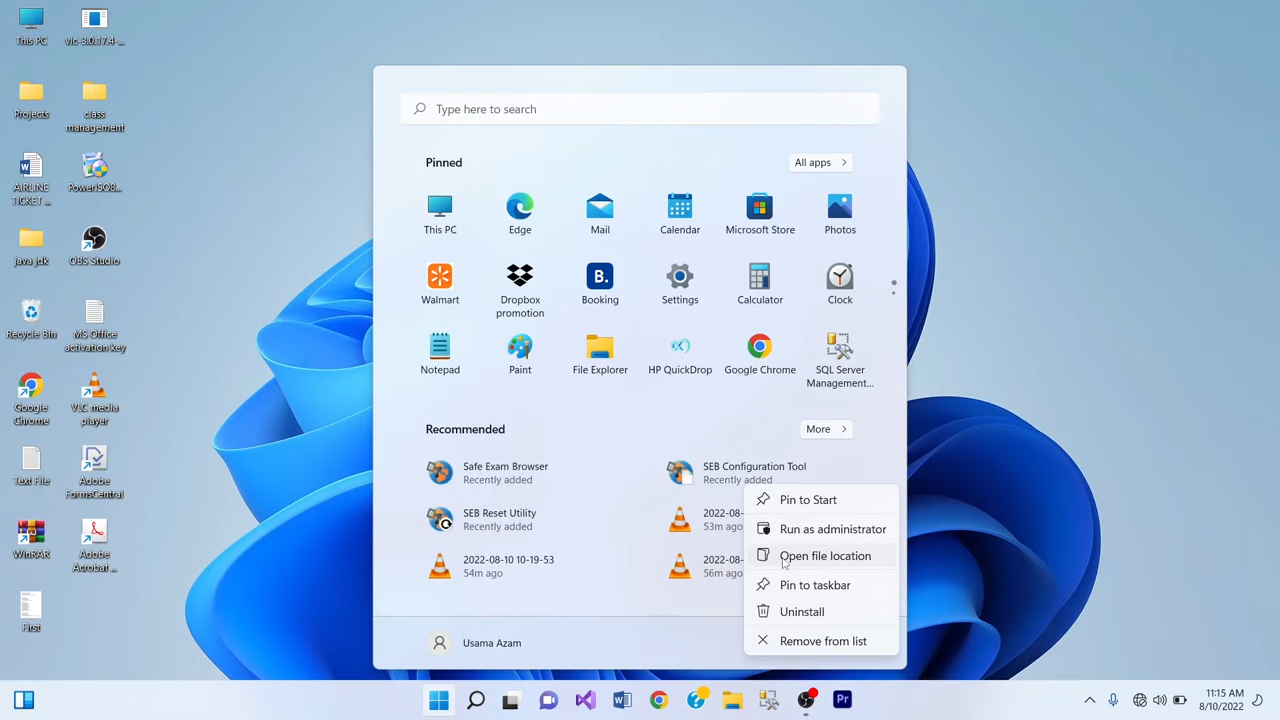 This PC
vlc-3.0.17.4-...
Projects
class
management
AIRLINE
TICKET ...
PowerISO8...
java jdk
OBS Studio
Recycle Bin
MS Office
activation key
Google
Chrome
VLC media
player
Text File
Adobe
FormsCentral
WinRAR
Adobe
Acrobat ...
First
Type here to search
Pinned
All apps
This PC
Edge
Mail
Calendar
Microsoft Store
Photos
Walmart
Dropbox
promotion
B.
Booking
Settings
Calculator
Clock
Notepad
Paint
File Explorer
HP QuickDrop
Google Chrome
SQL Server
Management...
Recommended
More
Safe Exam Browser
Recently added
SEB Configuration Tool
Recently added
SEB Reset Utility
Recently added
2022-08-
53m ago
2022-08-10 10-19-53
54m ago
2022-08-
56m ago
Pin to Start
Run as administrator
Open file location
Pin to taskbar
Uninstall
Remove from list
Usama Azam
Pr
11:15 AM
8/10/2022